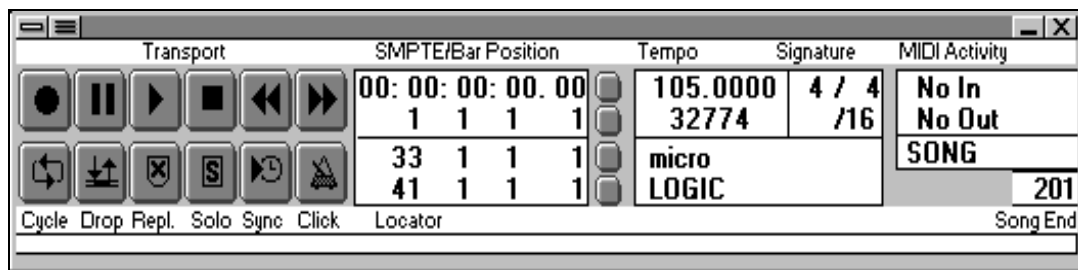 Transport SMPTE/Bar Position Tempo Signature MIDI Activity
00: 00: 00: 00. 00 105.0000 4 / 4 No In
1 1 1 1 32774 /16 No Out
33 1 1 1 micro SONG
41 1 1 1 LOGIC 201
S
Cycle Drop Repl. Solo Sync Click Locator Song End